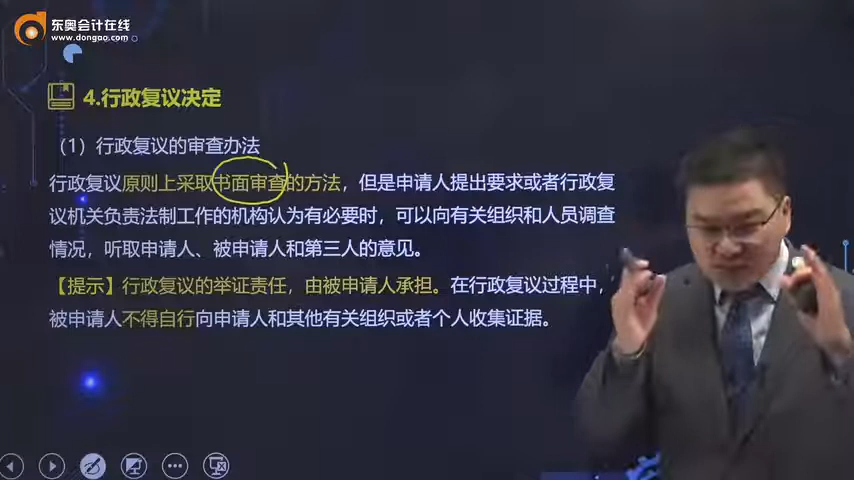 东奥会计在线
www.dongao.com
4.行政复议决定
（1）行政复议的审查办法
行政复议原则上采取书面审查的方法，但是申请人提出要求或者行政复
议机关负责法制工作的机构认为有必要时，可以向有关组织和人员调查
情况，听取申请人、被申请人和第三人的意见。
【提示】行政复议的举证责任，由被申请人承担。在行政复议过程中，
被申请人不得自行向申请人和其他有关组织或者个人收集证据。